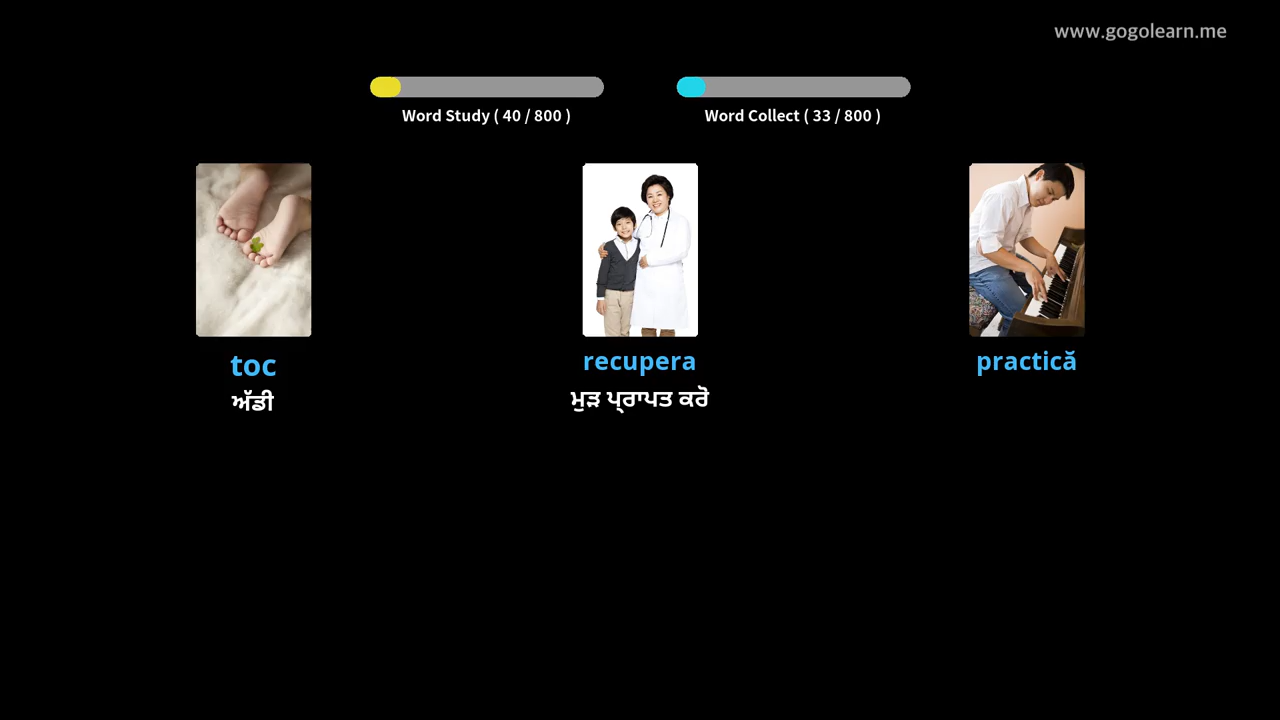 www.gogolearn.me
Word Study ( 40 / 800 )
Word Collect ( 33 / 800 )
toc
recupera
practică
ਅੱਡੀ
ਮੁੜ ਪ੍ਰਾਪਤ ਕਰੋ